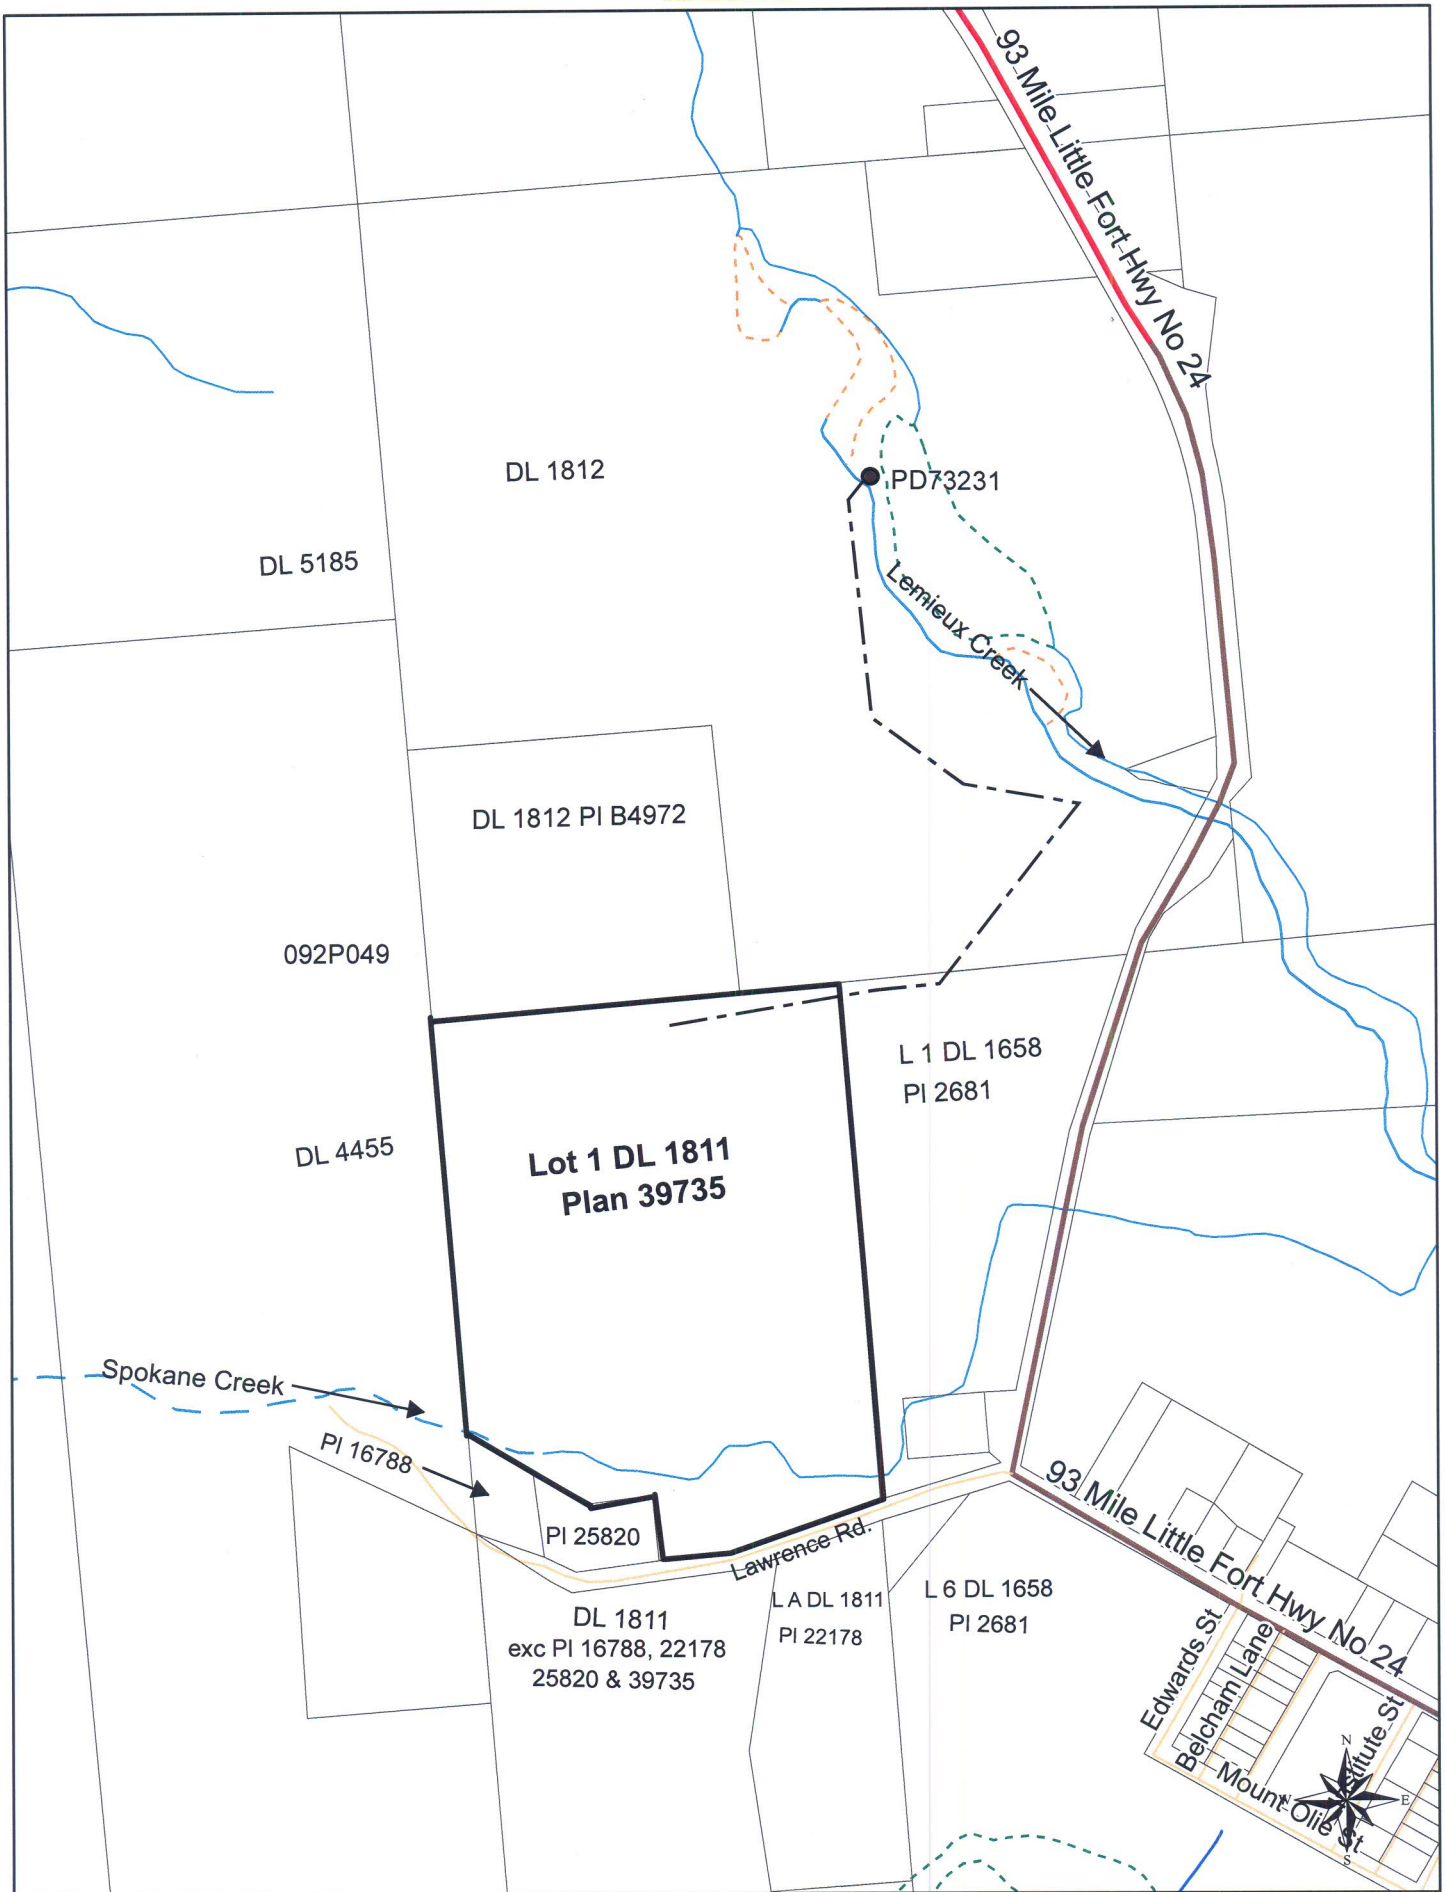 93 Mile Little Fort Hwy No 24
DL 1812
PD73231
DL 5185
Lemieux Creek
DL 1812 Pl B4972
092P049
L 1 DL 1658
Pl 2681
DL 4455
Lot 1 DL 1811
Plan 39735
Spokane Creek
Pl 16788
93 Mile Little Fort Hwy No 24
Pl 25820
Lawrence Rd.
L A DL 1811
Pl 22178
L 6 DL 1658
Pl 2681
DL 1811
exc Pl 16788, 22178
25820 & 39735
Edwards St
Belcham Lane
Mount Olie St
N
E
S